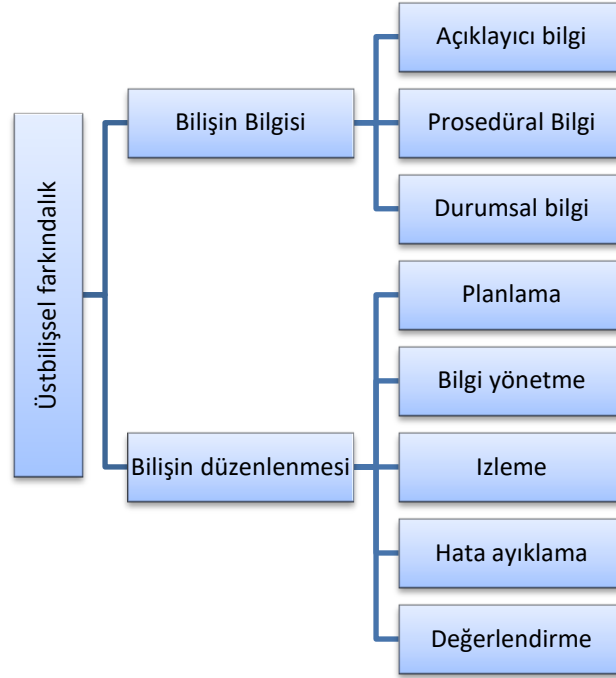 Üstbilişsel farkındalık
Bilişin Bilgisi
Açıklayıcı bilgi
Prosedüral Bilgi
Durumsal bilgi
Bilişin düzenlenmesi
Planlama
Bilgi yönetme
Izleme
Hata ayıklama
Değerlendirme